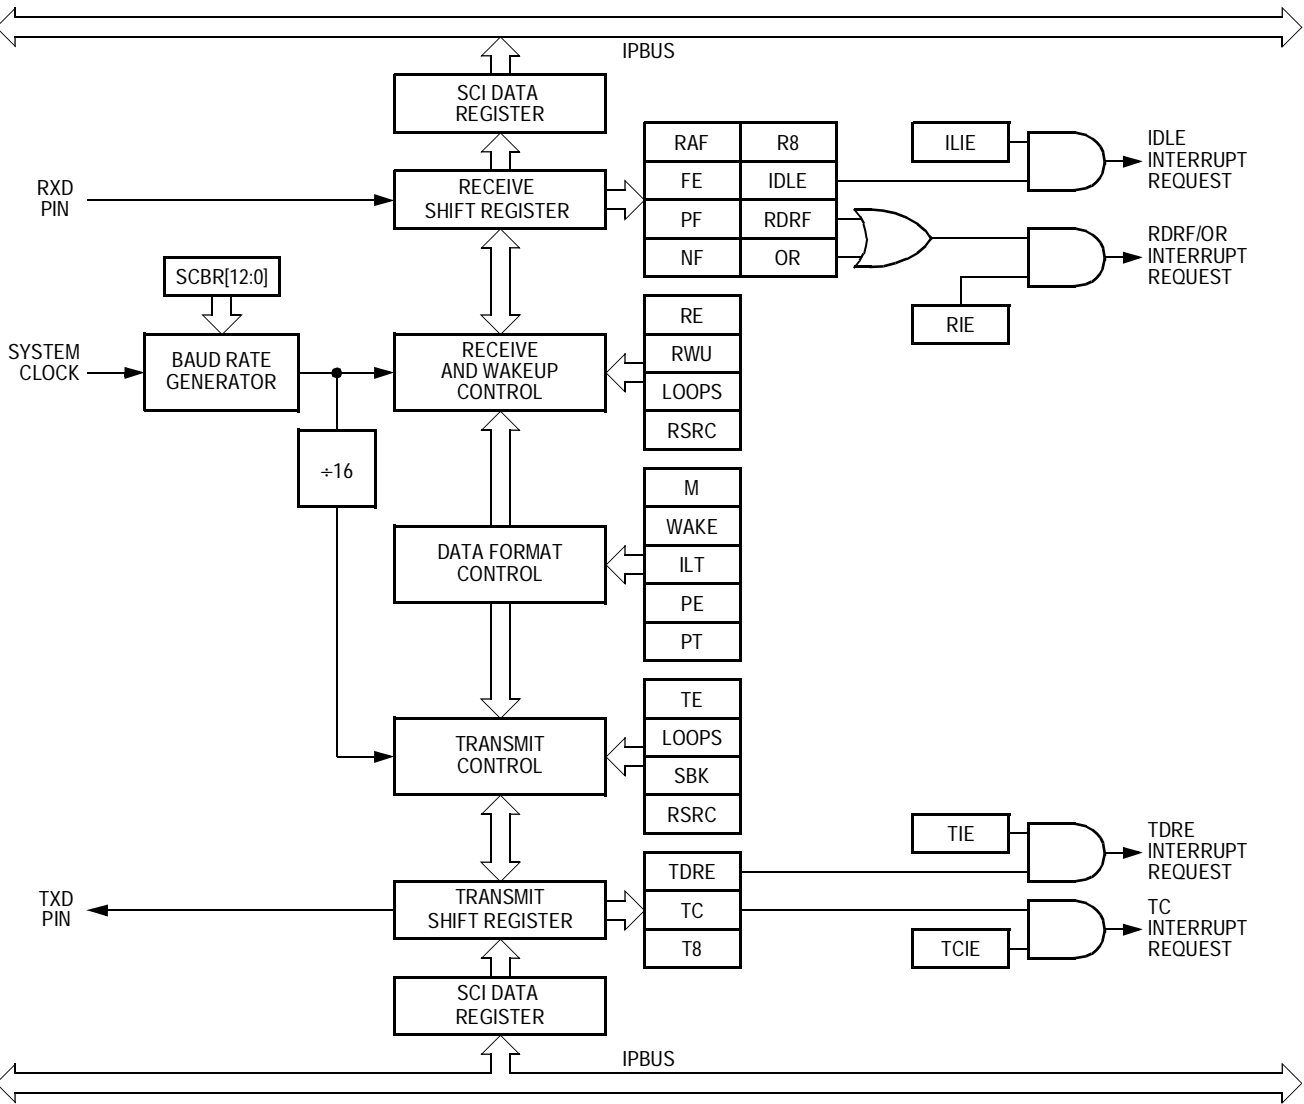 IPBUS
SCI DATA
REGISTER
RXD
PIN
RECEIVE
SHIFT REGISTER
RAF
R8
FE
IDLE
PF
RDRF
NF
OR
ILIE
IDLE
INTERRUPT
REQUEST
RDRF/OR
INTERRUPT
REQUEST
RIE
SCBR[12:0]
SYSTEM
CLOCK
BAUD RATE
GENERATOR
RECEIVE
AND WAKEUP
CONTROL
RE
RWU
LOOPS
RSRC
÷16
DATA FORMAT
CONTROL
M
WAKE
ILT
PE
PT
TRANSMIT
CONTROL
TE
LOOPS
SBK
RSRC
TIE
TDRE
INTERRUPT
REQUEST
TXD
PIN
TRANSMIT
SHIFT REGISTER
TDRE
TC
T8
TCIE
TC
INTERRUPT
REQUEST
SCI DATA
REGISTER
IPBUS